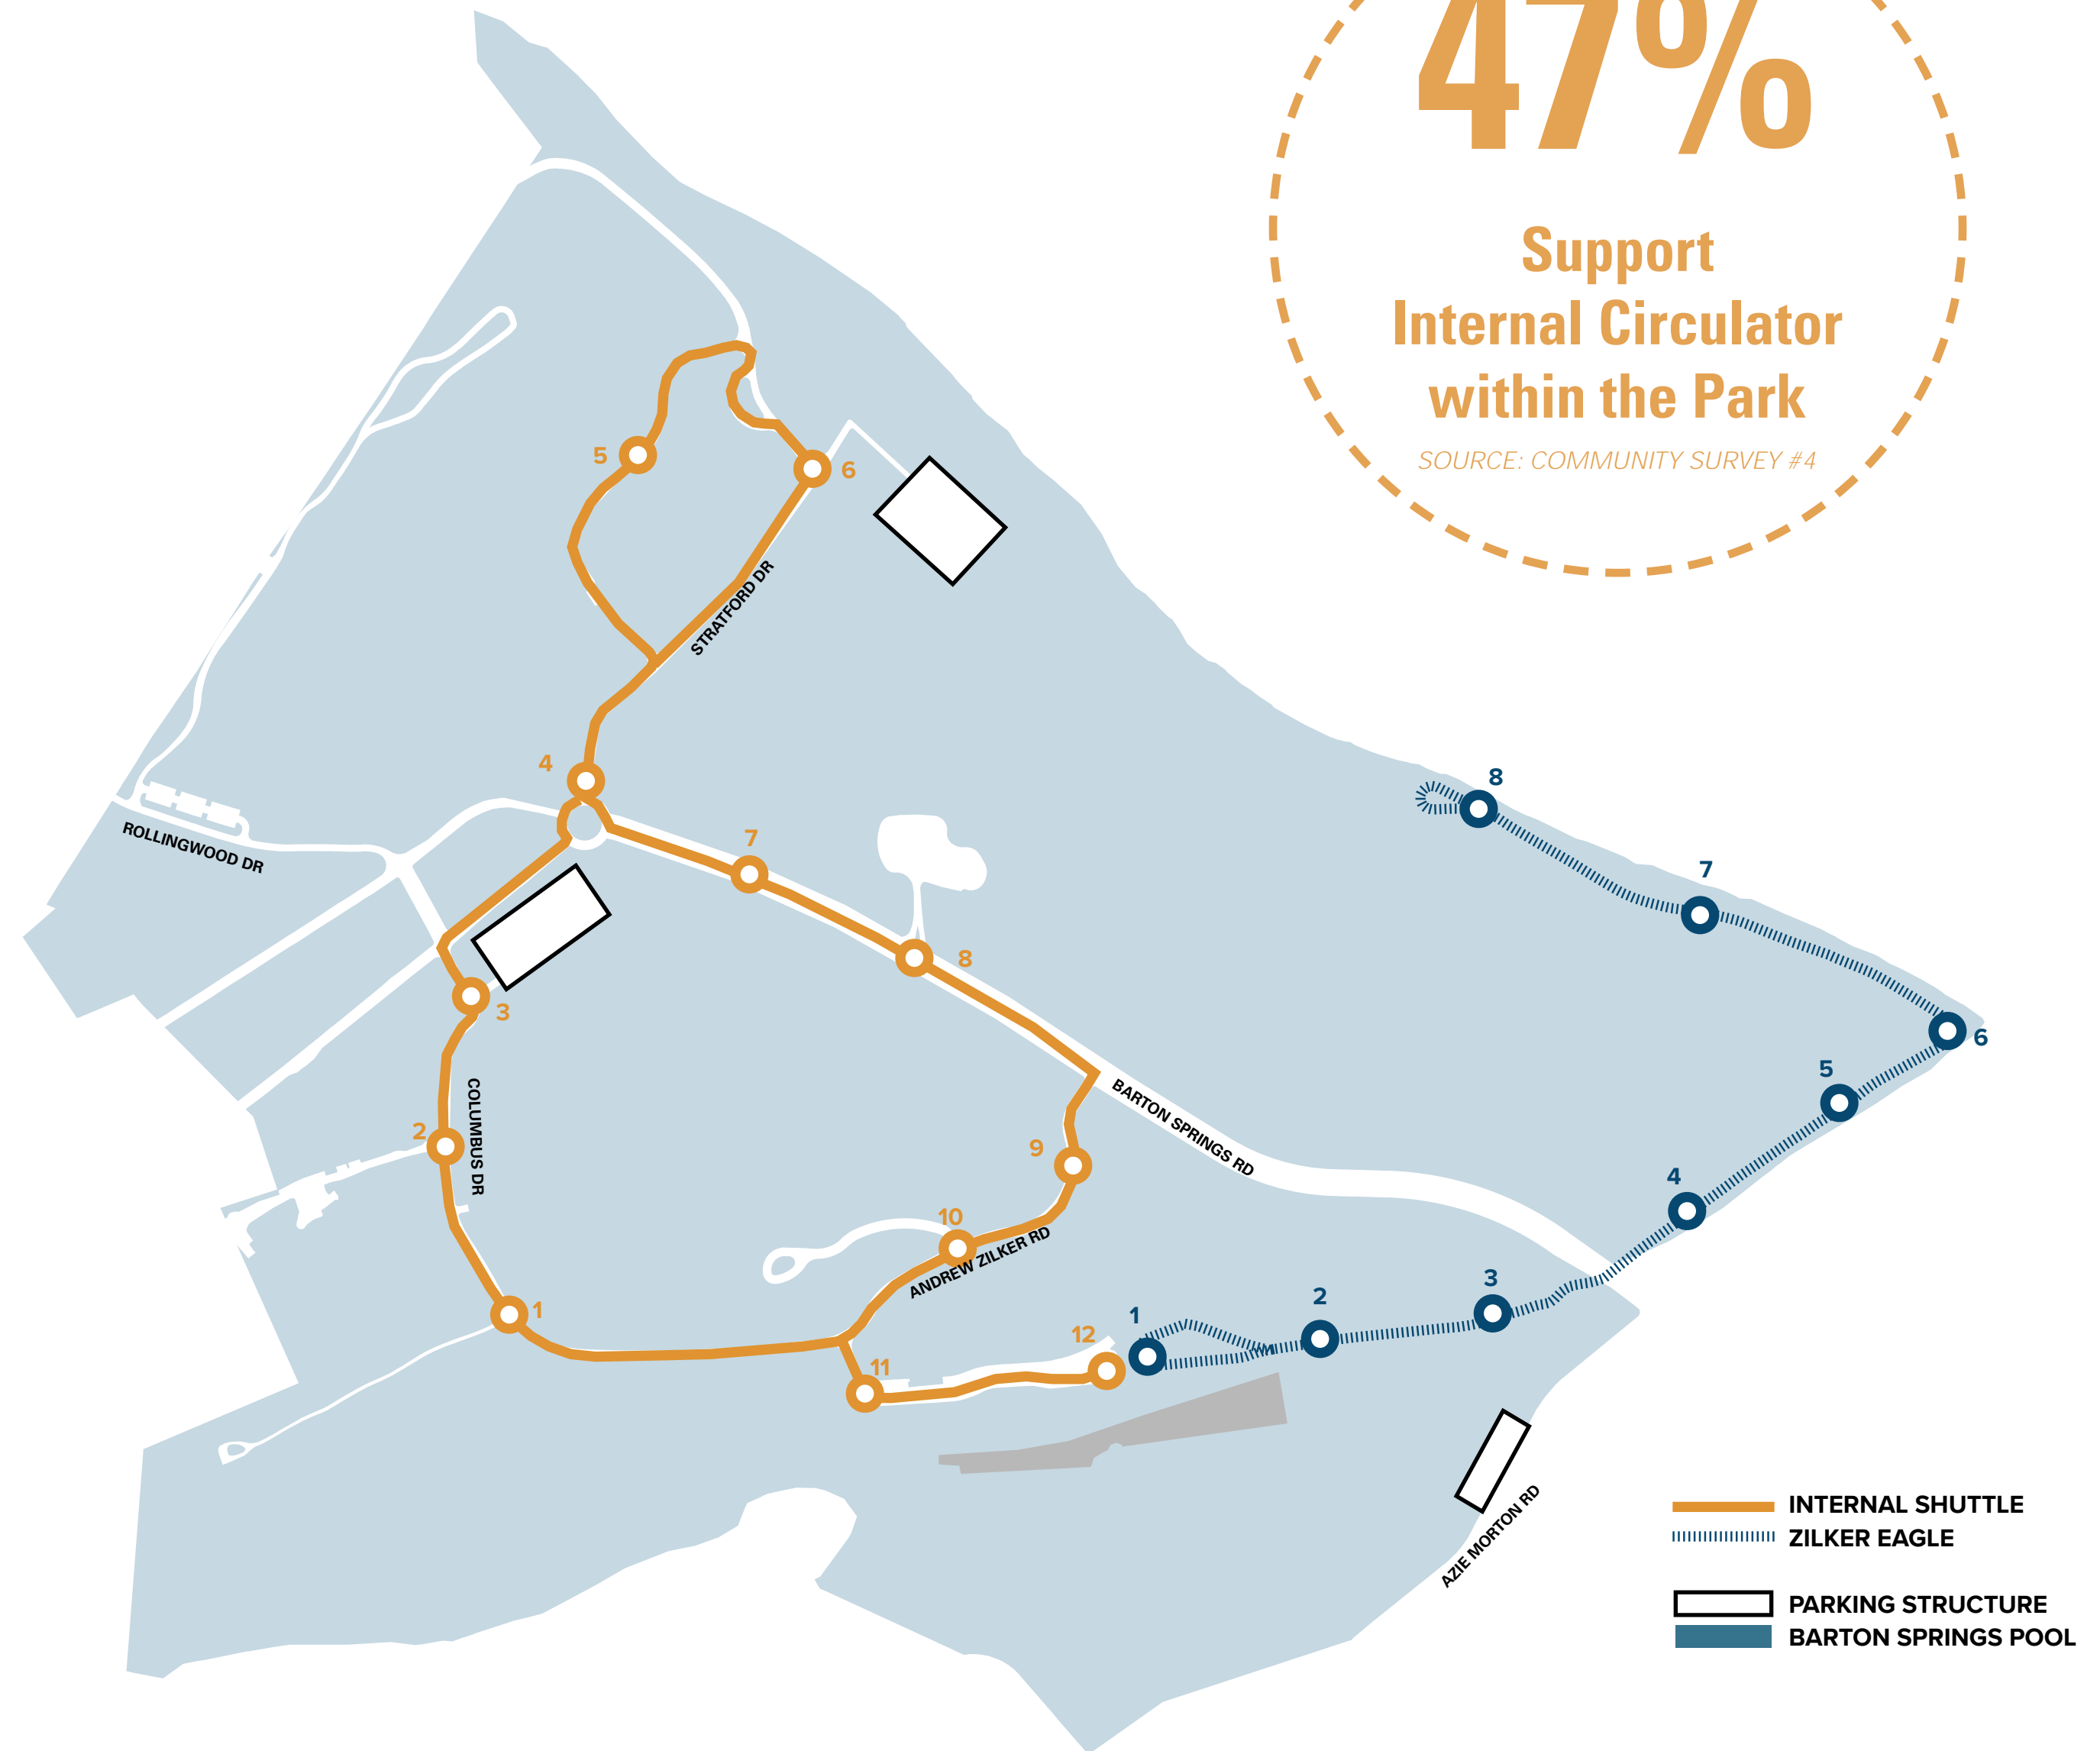 47%
Support
Internal Circulator
within the Park
SOURCE: COMMUNITY SURVEY #4
5
6
STRATFORD DR
4
8
ROLLINGWOOD DR
7
7
8
3
6
5
COLUMBUS DR
2
BARTON SPRINGS RD
9
4
10
ANDREW ZILKER RD
1
12
1
2
3
11
AZIE MORTON RD
INTERNAL SHUTTLE
ZILKER EAGLE
PARKING STRUCTURE
BARTON SPRINGS POOL